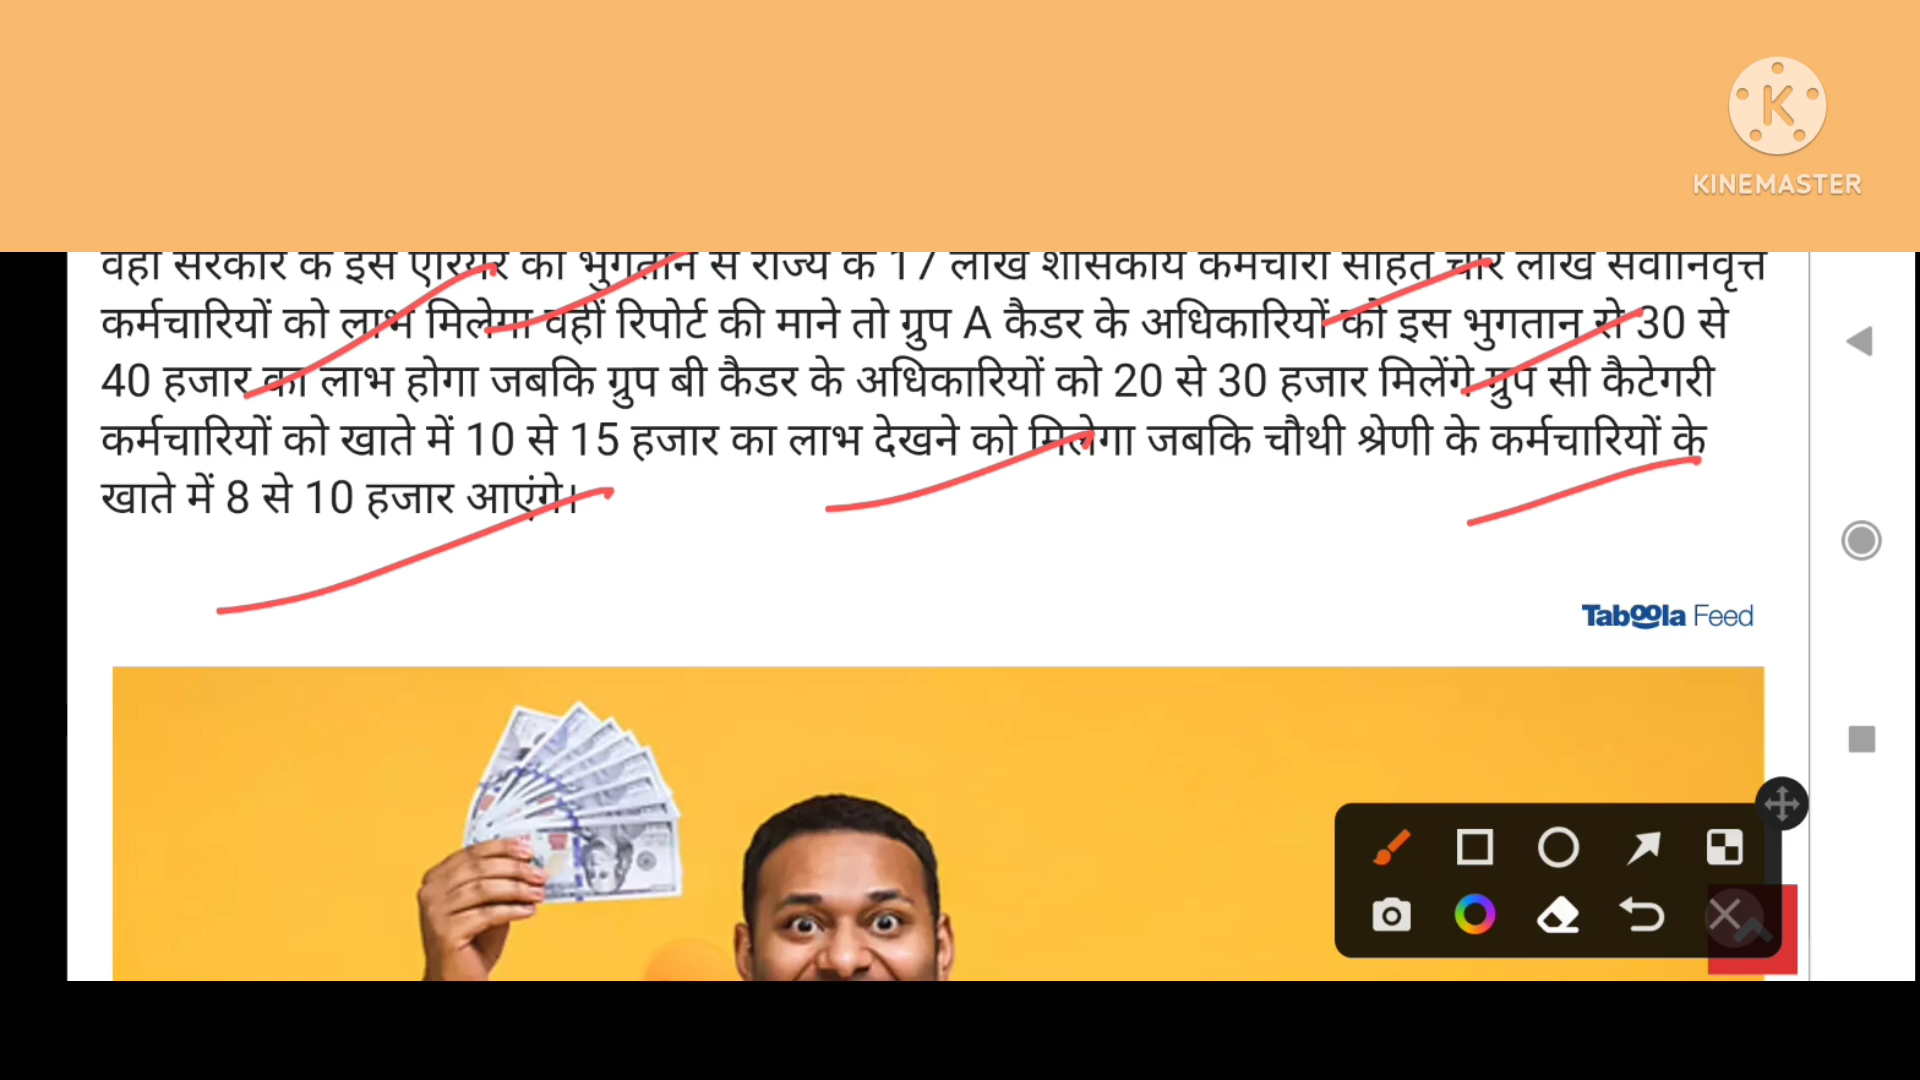 KINEMASTER
वहीं सरकार के इस एरियर का भुगतान से राज्य के 17 लाख शासकीय कर्मचारी सहित चार लाख सेवानिवृत्त
कर्मचारियों को लाभ मिलेगा वहीं रिपोर्ट की माने तो ग्रुप A कैडर के अधिकारियों को इस भुगतान से 30 से
40 हजार का लाभ होगा जबकि ग्रुप बी कैडर के अधिकारियों को 20 से 30 हजार मिलेंगे ग्रुप सी कैटेगरी
कर्मचारियों को खाते में 10 से 15 हजार का लाभ देखने को मिलेगा जबकि चौथी श्रेणी के कर्मचारियों के
खाते में 8 से 10 हजार आएंगे।
Taboola Feed